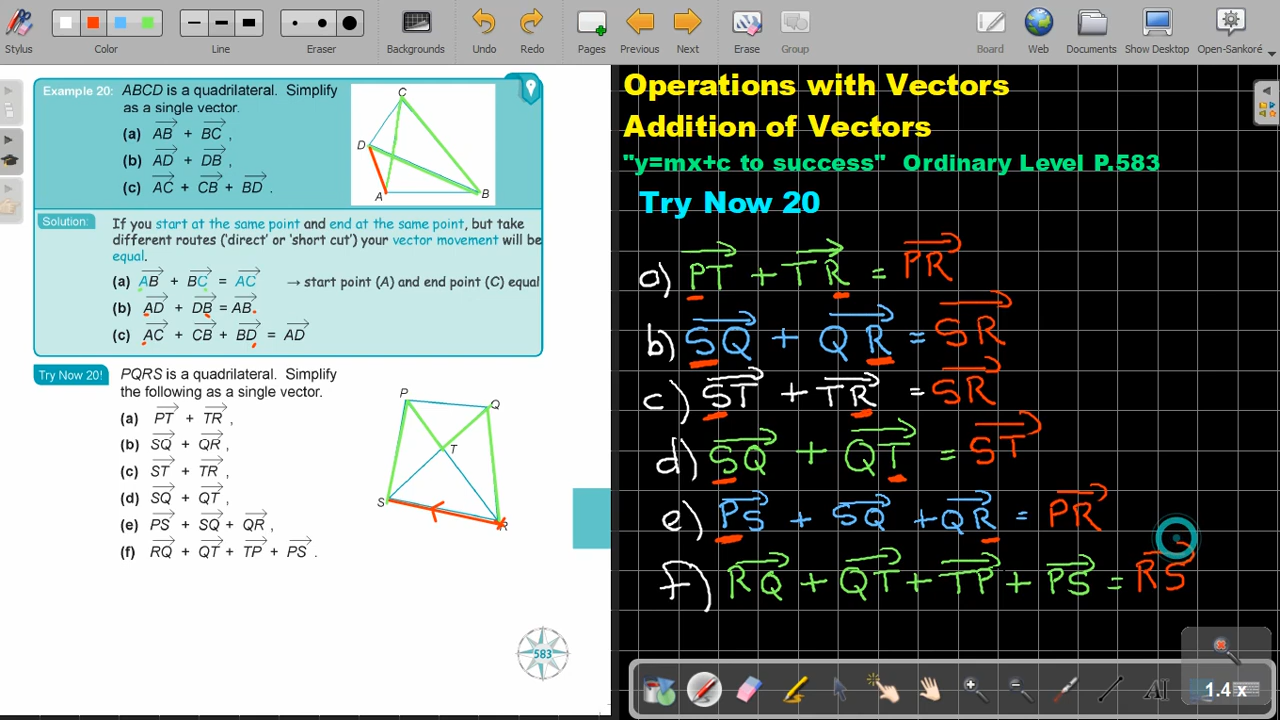 Stylus Color Line Eraser Backgrounds Undo Redo Pages Previous Next Erase Group Board Web Documents Show Desktop Open-Sankoré
Example 20: ABCD is a quadrilateral. Simplify
as a single vector.
(a) AB + BC ,
(b) AD + DB ,
(c) AC + CB + BD .
C
D
A
B
Solution: If you start at the same point and end at the same point, but take
different routes ('direct' or 'short cut') your vector movement will be
equal.
(a) AB + BC = AC → start point (A) and end point (C) equal
(b) AD + DB = AB.
(c) AC + CB + BD = AD
Try Now 20! PQRS is a quadrilateral. Simplify
the following as a single vector.
(a) PT + TR ,
(b) SQ + QR ,
(c) ST + TR ,
(d) SQ + QT ,
(e) PS + SQ + QR ,
(f) RQ + QT + TP + PS .
P
Q
T
S
R
583
Operations with Vectors
Addition of Vectors
"y=mx+c to success" Ordinary Level P.583
Try Now 20
a) PT + TR = PR
b) SQ + QR = SR
c) ST + TR = SR
d) SQ + QT = ST
e) PS + SQ + QR = PR
f) RQ + QT + TP + PS = RS
1.4 x